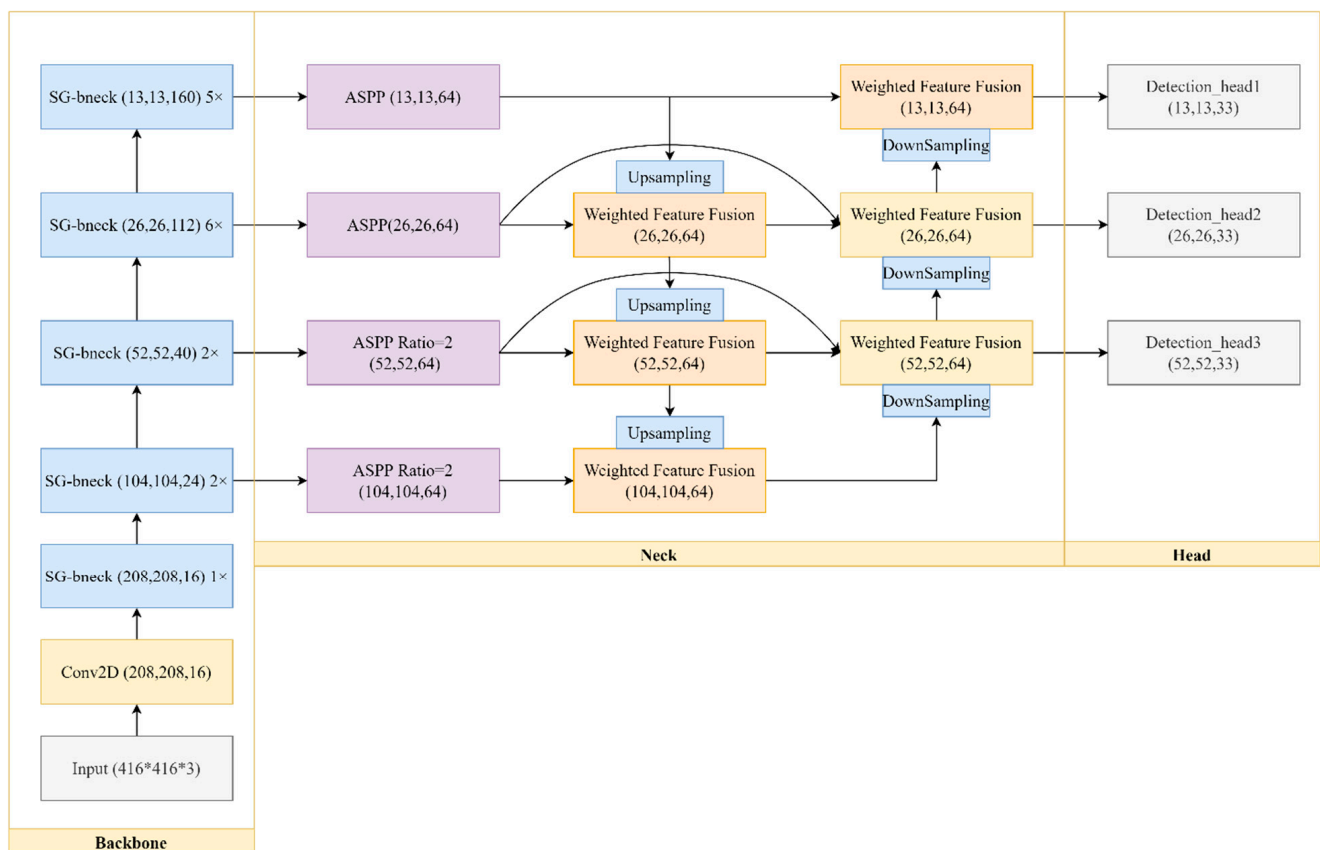 SG-bneck (13,13,160) 5×
ASPP (13,13,64)
Weighted Feature Fusion
(13,13,64)
Detection_head1
(13,13,33)
DownSampling
Upsampling
SG-bneck (26,26,112) 6×
ASPP(26,26,64)
Weighted Feature Fusion
(26,26,64)
Weighted Feature Fusion
(26,26,64)
Detection_head2
(26,26,33)
DownSampling
Upsampling
SG-bneck (52,52,40) 2×
ASPP Ratio=2
(52,52,64)
Weighted Feature Fusion
(52,52,64)
Weighted Feature Fusion
(52,52,64)
Detection_head3
(52,52,33)
DownSampling
Upsampling
SG-bneck (104,104,24) 2×
ASPP Ratio=2
(104,104,64)
Weighted Feature Fusion
(104,104,64)
Neck
Head
SG-bneck (208,208,16) 1×
Conv2D (208,208,16)
Input (416*416*3)
Backbone